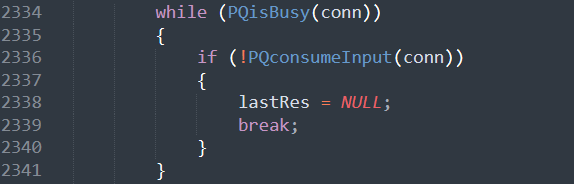 2334 while (PQisBusy(conn))
2335 {
2336 if (!PQconsumeInput(conn))
2337 {
2338 lastRes = NULL;
2339 break;
2340 }
2341 }